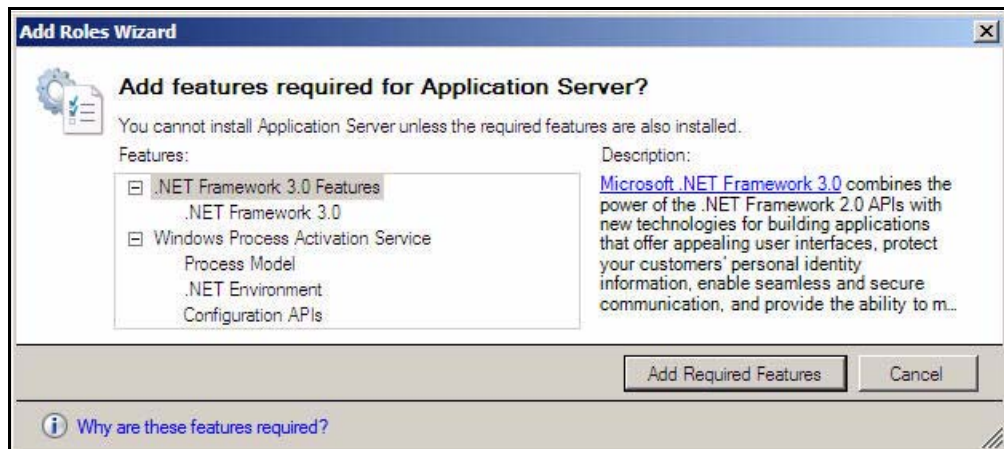 Add Roles Wizard
Add features required for Application Server?
You cannot install Application Server unless the required features are also installed.
Features:
.NET Framework 3.0 Features
.NET Framework 3.0
Windows Process Activation Service
Process Model
.NET Environment
Configuration APIs
Description:
Microsoft .NET Framework 3.0 combines the
power of the .NET Framework 2.0 APIs with
new technologies for building applications
that offer appealing user interfaces, protect
your customers' personal identity
information, enable seamless and secure
communication, and provide the ability to m...
Add Required Features
Cancel
Why are these features required?